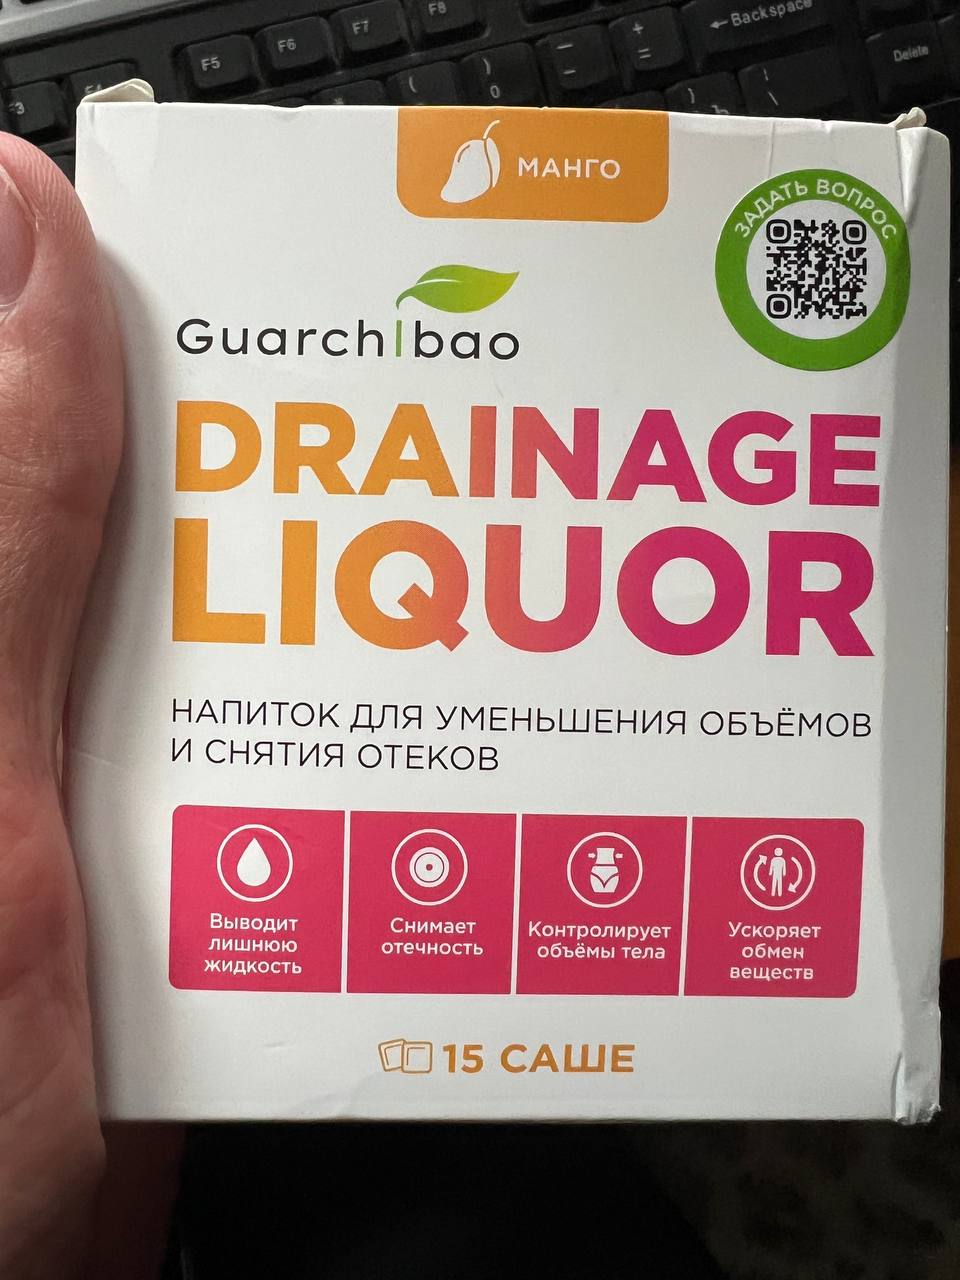 F3
F5
F6
F7
F8
Backspace
Delete
МАНГО
ЗАДАТЬ ВОПРОС
GuarchIbao
DRAINAGE
LIQUOR
НАПИТОК ДЛЯ УМЕНЬШЕНИЯ ОБЪЁМОВ
И СНЯТИЯ ОТЕКОВ
Выводит
лишнюю
жидкость
Снимает
отечность
Контролирует
объёмы тела
Ускоряет
обмен
веществ
15 САШЕ